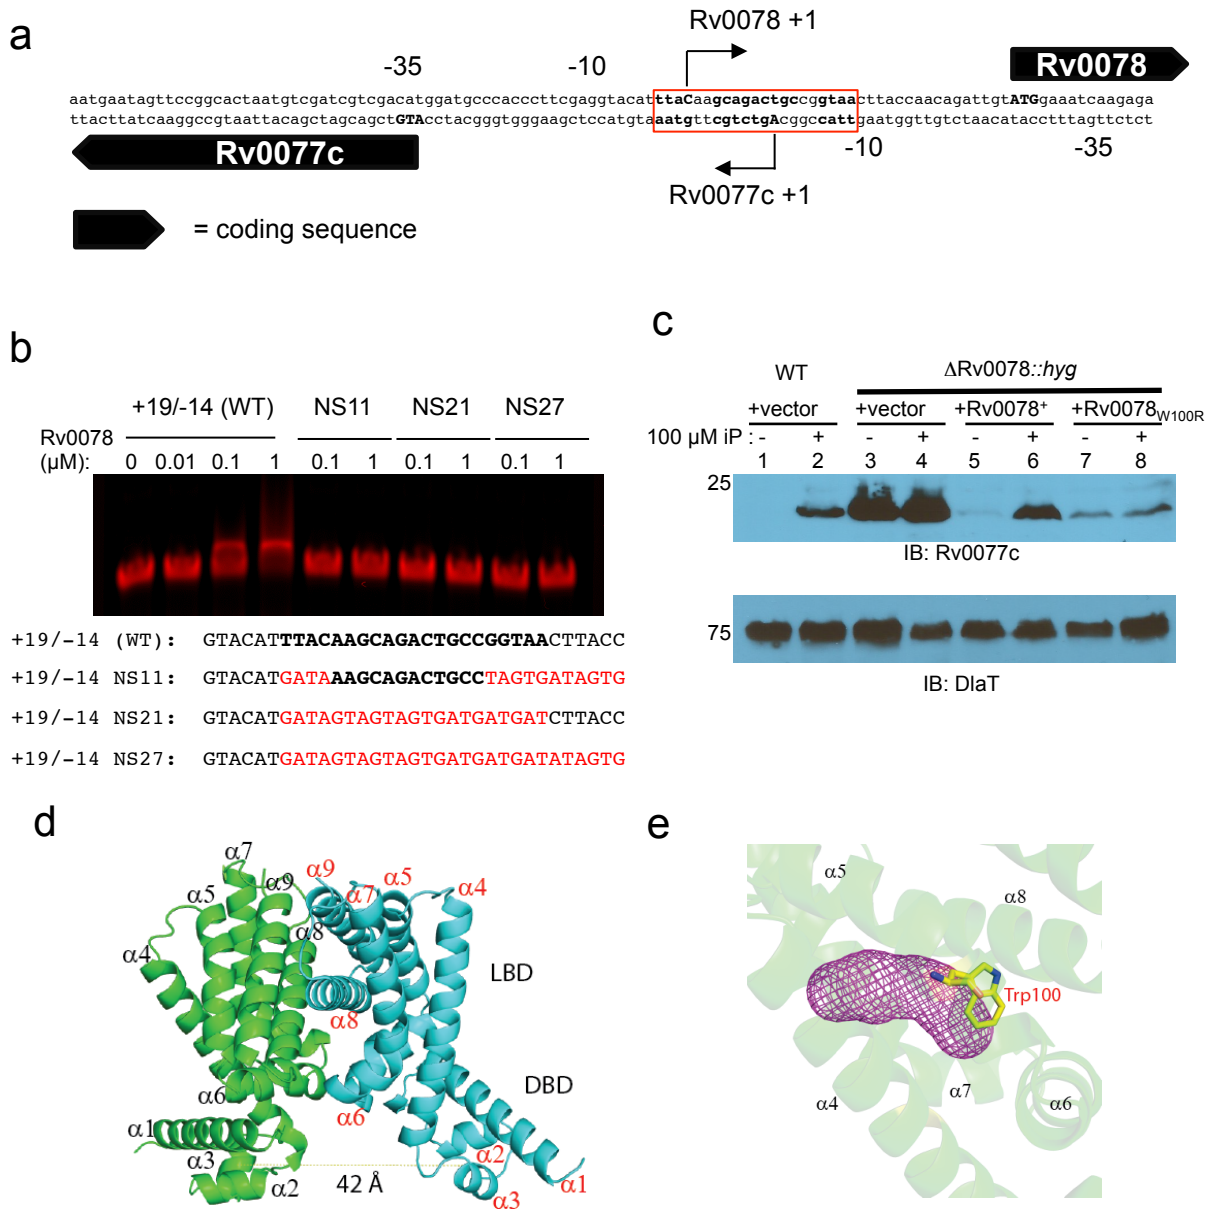 a
Rv0078 +1
-35
-10
Rv0078
aatgaatagttccggcactaatgtcgatcgtcgacatggatgcccacccttcgaggtacatttaCaagcagactgccggtaacttaccaacagattgtATGgaaatcaagaga
ttacttatcaaggccgtaattacagctagcagctGTAcctacgggtgggaagctccatgtaaatgttcgtctgAcggccattgaatggttgtctaacataccttttagttctct
Rv0077c
-10
-35
Rv0077c +1
= coding sequence
b
+19/-14 (WT)
NS11
NS21
NS27
Rv0078
(µM):
0 0.01 0.1 1 0.1 1 0.1 1 0.1 1
+19/-14 (WT): GTACATTTACAAGCAGACTGCCGGTAACTTACC
+19/-14 NS11: GTACATGATAAAGCAGACTGCCTAGTGATAGTG
+19/-14 NS21: GTACATGATAGTAGTAGTGATGATGATCTTACC
+19/-14 NS27: GTACATGATAGTAGTAGTGATGATGATATAGTG
c
WT
ΔRv0078::hyg
+vector
+vector
+Rv0078+
+Rv0078W100R
100 µM iP : - + - + - + - +
1 2 3 4 5 6 7 8
25
IB: Rv0077c
75
IB: DlaT
d
α7
α5
α9
α4
α8
α6
α1
α3
α2
α9
α7
α5
α4
α8
α6
α2
α3
α1
LBD
DBD
42 Å
e
α5
α8
Trp100
α4
α7
α6